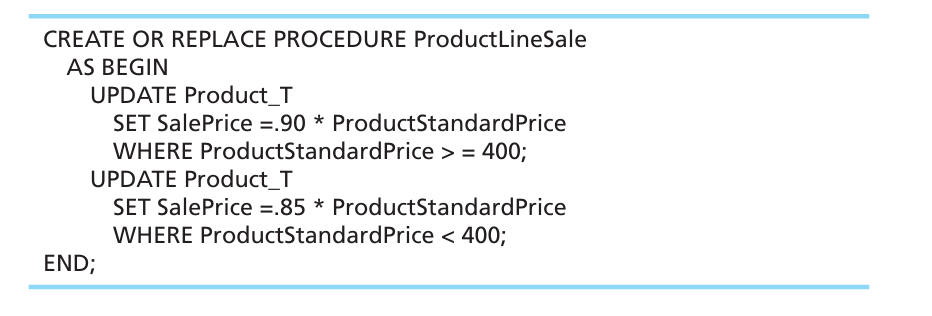 CREATE OR REPLACE PROCEDURE ProductLineSale
AS BEGIN
UPDATE Product_T
SET SalePrice =.90 * ProductStandardPrice
WHERE ProductStandardPrice > = 400;
UPDATE Product_T
SET SalePrice =.85 * ProductStandardPrice
WHERE ProductStandardPrice < 400;
END;